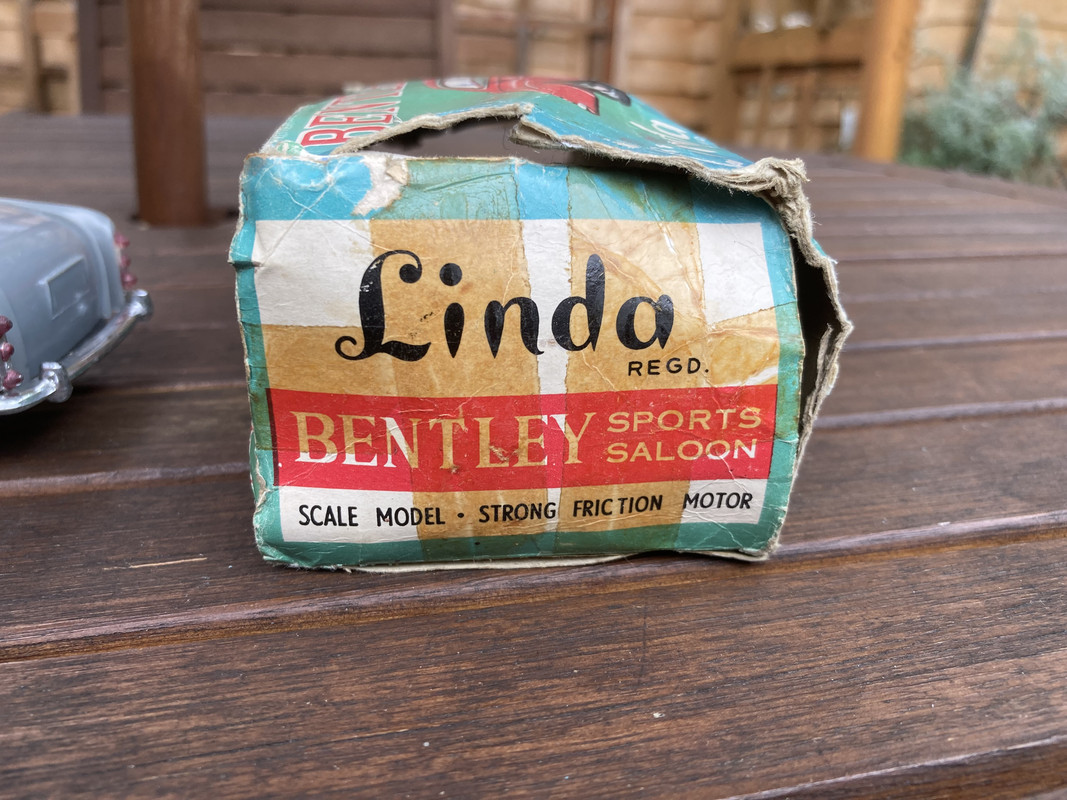 Linda
REGD.
BENTLEY SPORTS SALOON
SCALE MODEL · STRONG FRICTION MOTOR